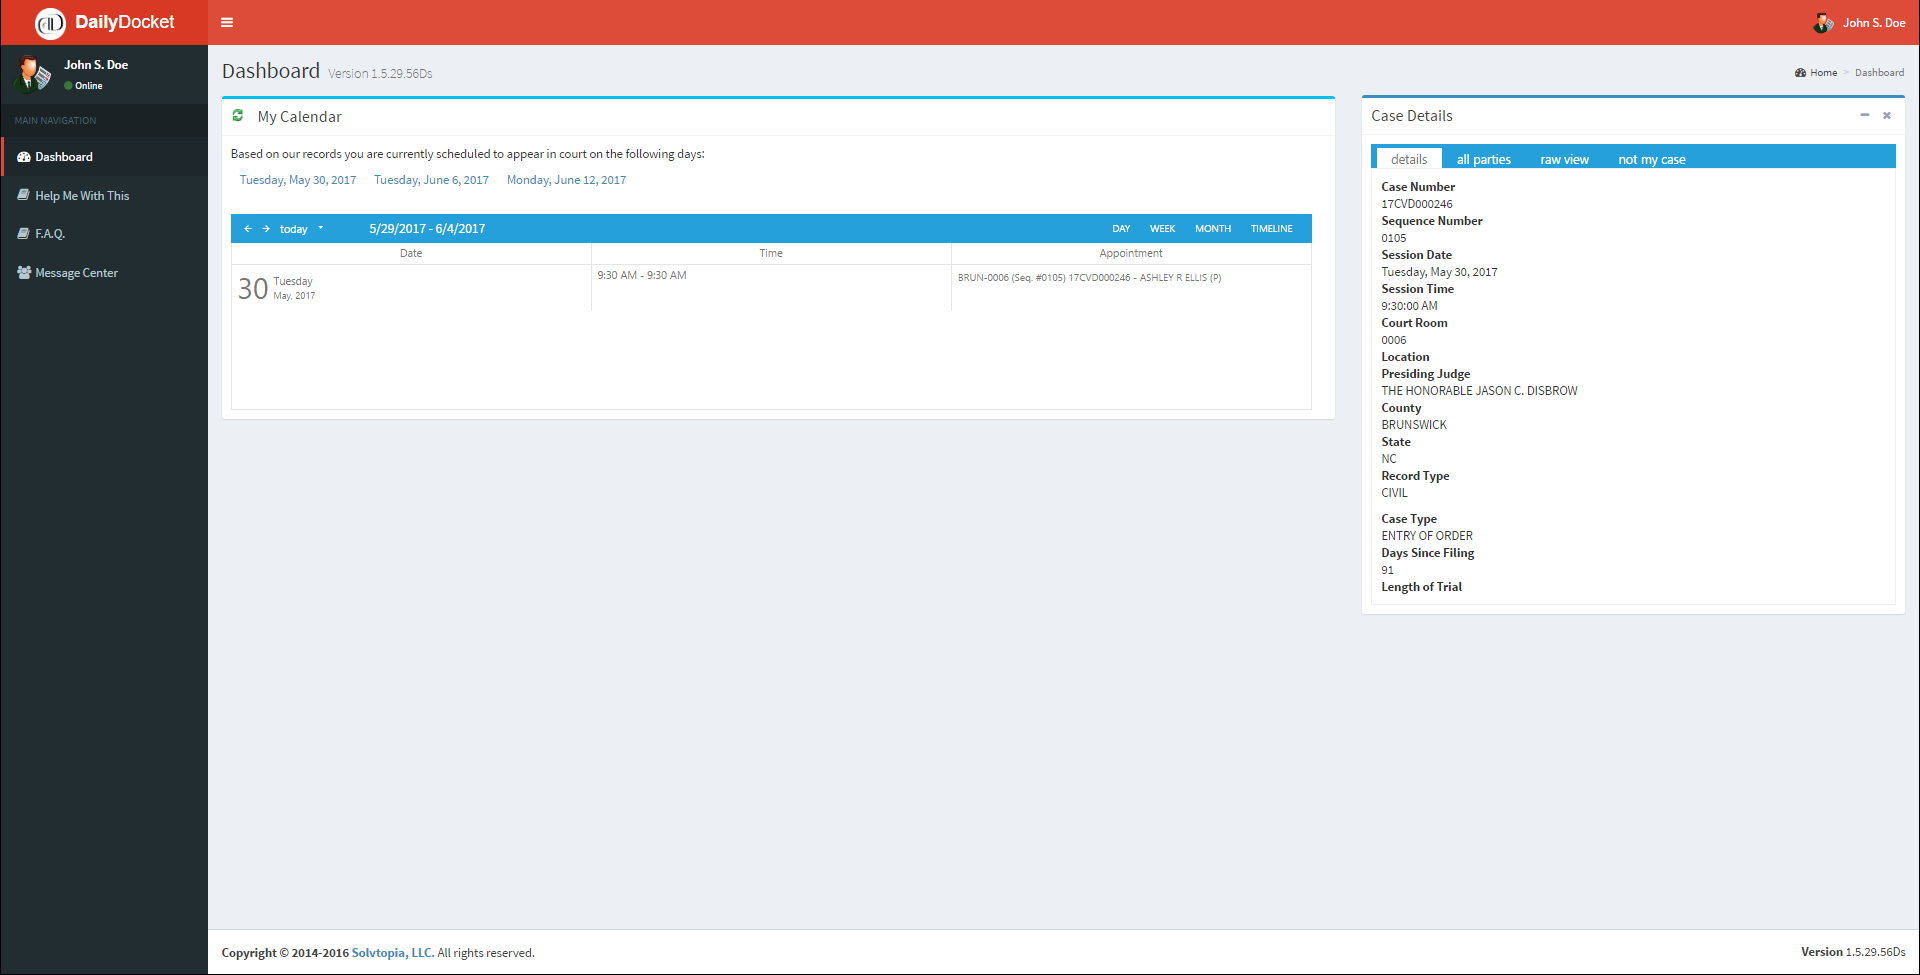 DailyDocket
John S. Doe
John S. Doe
Online
MAIN NAVIGATION
Dashboard
Help Me With This
F.A.Q.
Message Center
Dashboard Version 1.5.29.56Ds
Home > Dashboard
My Calendar
Based on our records you are currently scheduled to appear in court on the following days:
Tuesday, May 30, 2017 Tuesday, June 6, 2017 Monday, June 12, 2017
today 5/29/2017 - 6/4/2017 DAY WEEK MONTH TIMELINE
Date Time Appointment
30 Tuesday
May, 2017
9:30 AM - 9:30 AM
BRUN-0006 (Seq. #0105) 17CVD000246 - ASHLEY R ELLIS (P)
Case Details
details all parties raw view not my case
Case Number
17CVD000246
Sequence Number
0105
Session Date
Tuesday, May 30, 2017
Session Time
9:30:00 AM
Court Room
0006
Location
Presiding Judge
THE HONORABLE JASON C. DISBROW
County
BRUNSWICK
State
NC
Record Type
CIVIL
Case Type
ENTRY OF ORDER
Days Since Filing
91
Length of Trial
Copyright © 2014-2016 Solvtopia, LLC. All rights reserved.
Version 1.5.29.56Ds